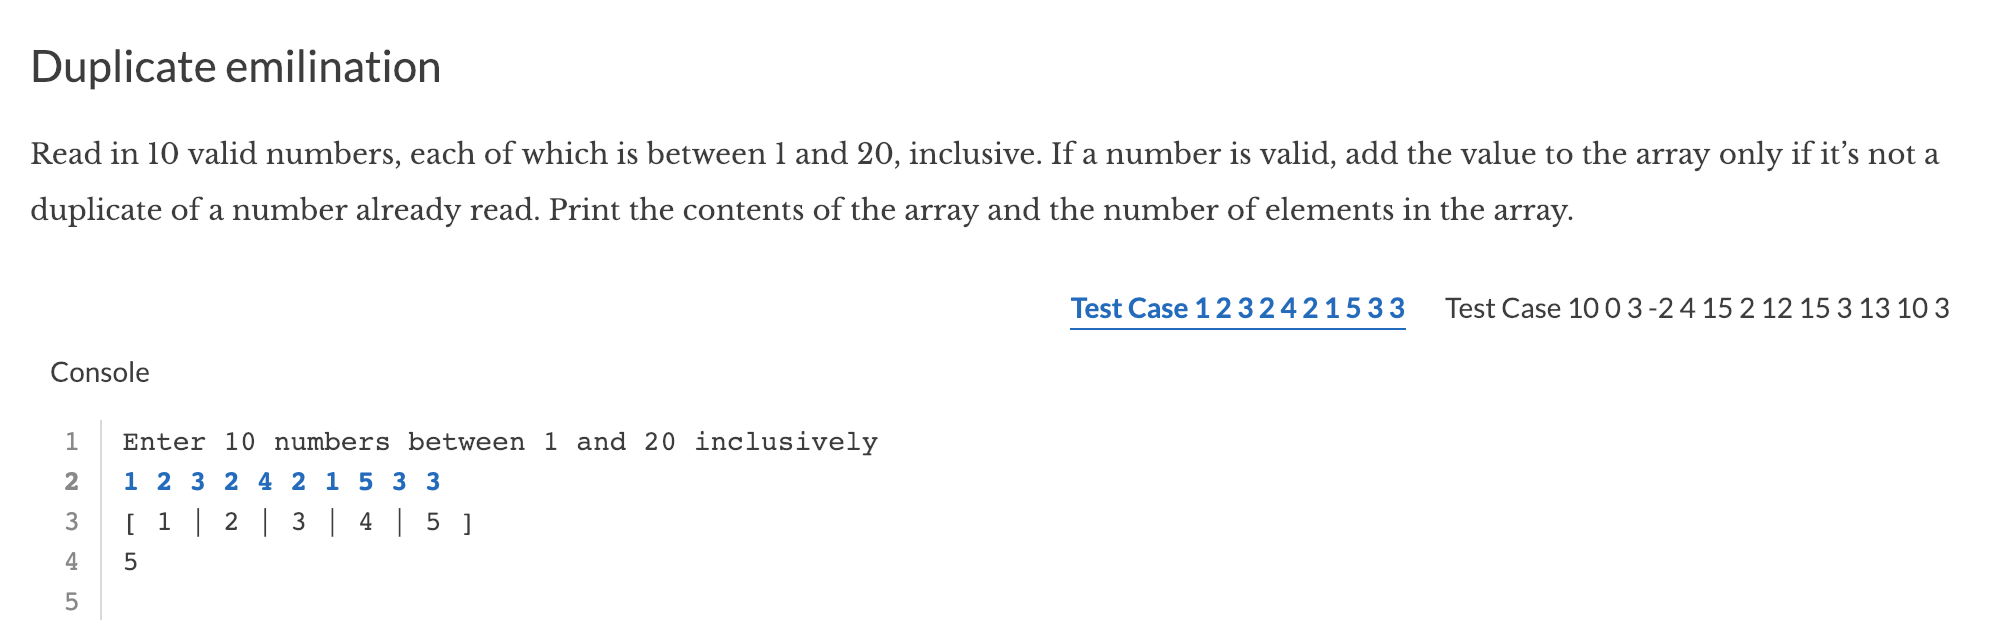 Duplicate emilination
Read in 10 valid numbers, each of which is between 1 and 20, inclusive. If a number is valid, add the value to the array only if it’s not a
duplicate of a number already read. Print the contents of the array and the number of elements in the array.
Test Case 1 2 3 2 4 2 1 5 3 3 Test Case 10 0 3 -2 4 15 2 12 15 3 13 10 3
Console
1 Enter 10 numbers between 1 and 20 inclusively
2 1 2 3 2 4 2 1 5 3 3
3 [ 1 | 2 | 3 | 4 | 5 ]
4 5
5